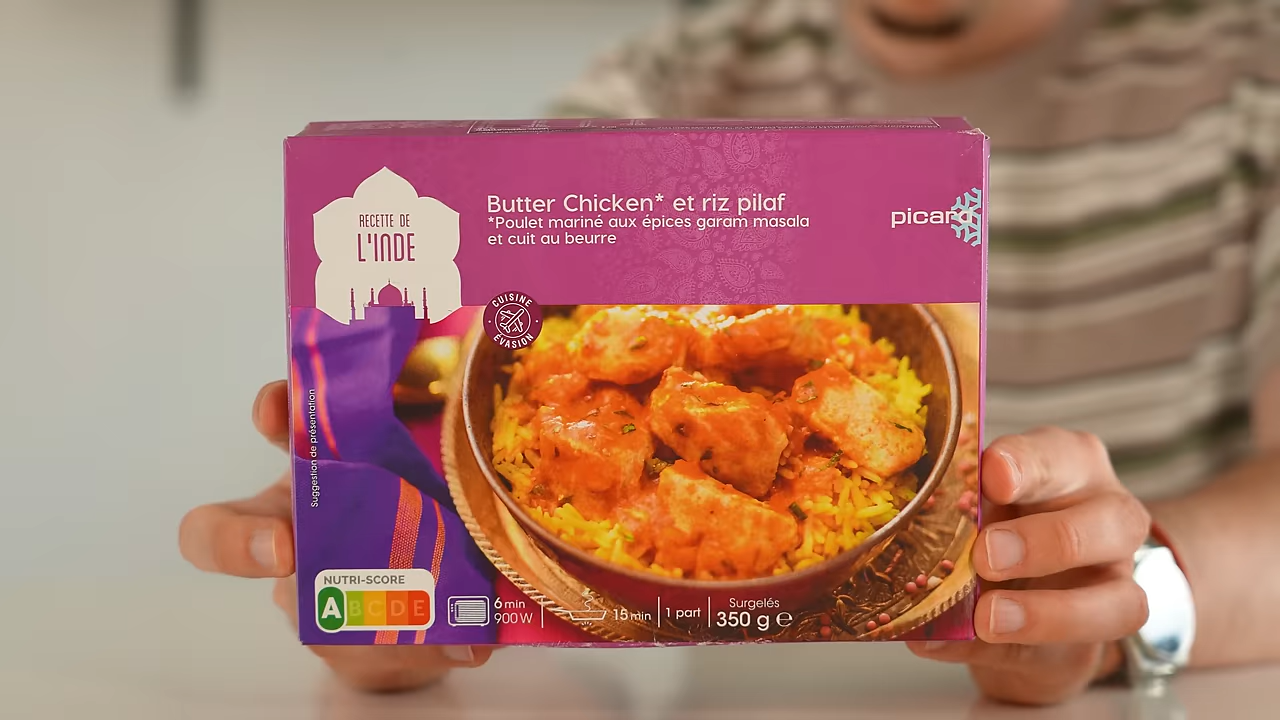 RECETTE DE
L'INDE
Butter Chicken* et riz pilaf
*Poulet mariné aux épices garam masala
et cuit au beurre
picard
CUISINE
ÉVASION
Suggestion de présentation
NUTRI-SCORE
A B C D E
6 min
900 W
15 min
1 part
Surgelés
350 g e